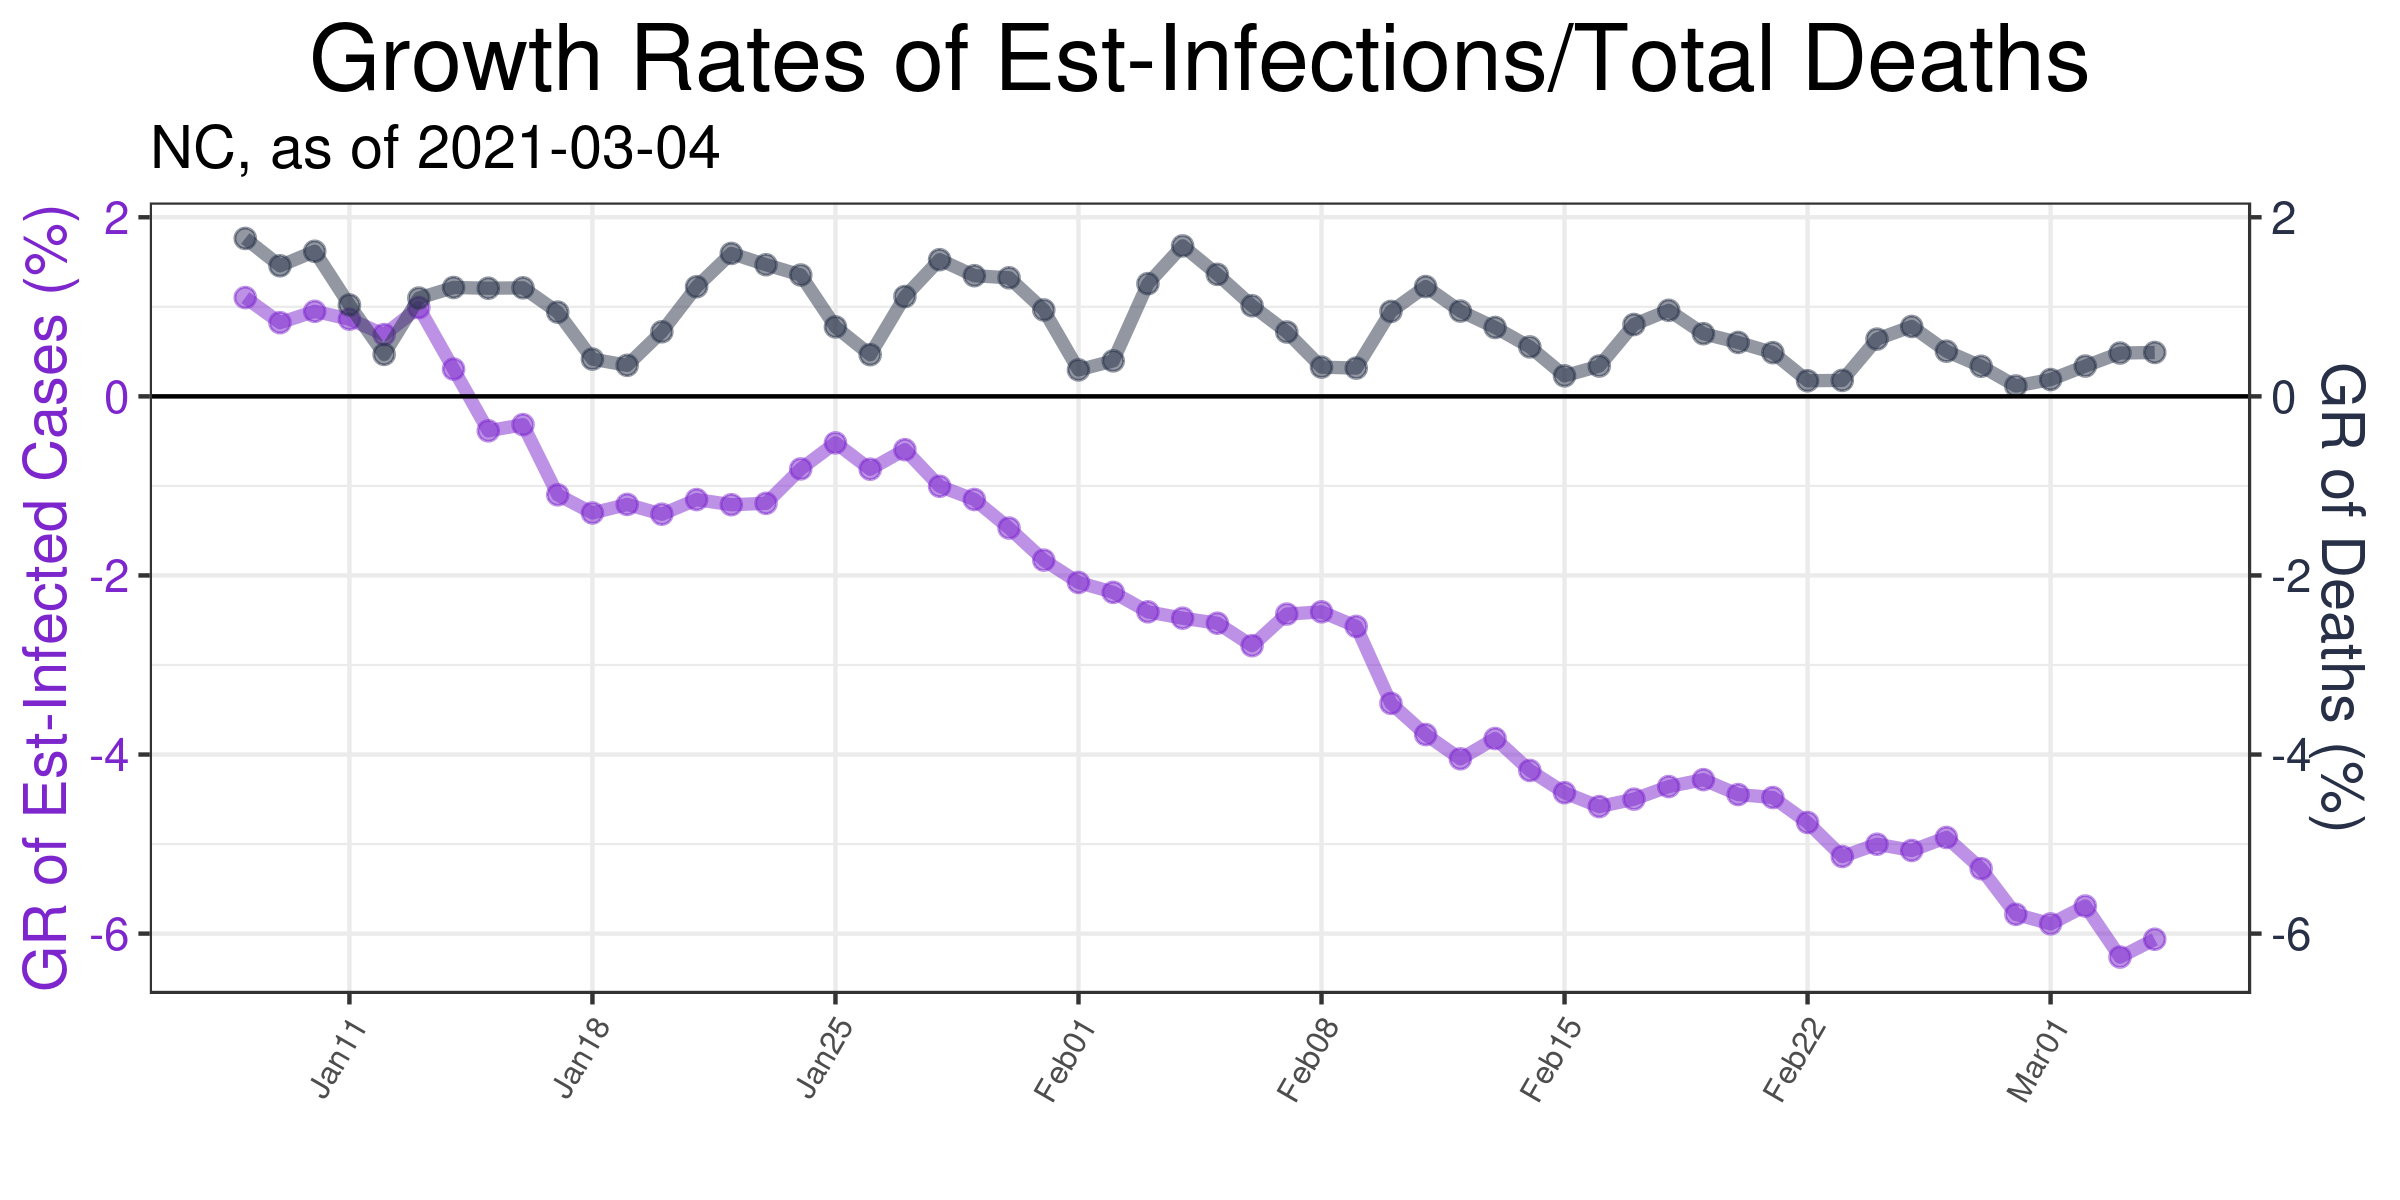 Growth Rates of Est-Infections/Total Deaths
NC, as of 2021-03-04
GR of Est-Infected Cases (%)
2
0
-2
-4
-6
2
0
-2
-4
-6
GR of Deaths (%)
Jan11
Jan18
Jan25
Feb01
Feb08
Feb15
Feb22
Mar01